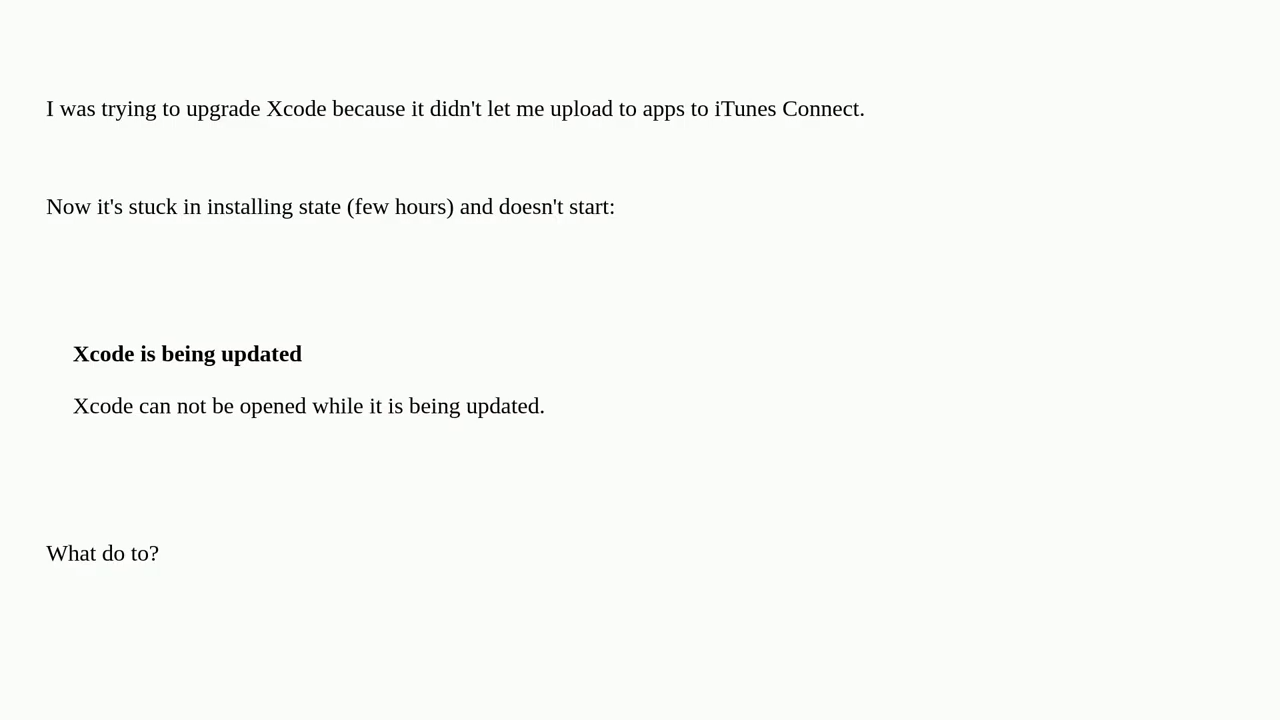 I was trying to upgrade Xcode because it didn't let me upload to apps to iTunes Connect.
Now it's stuck in installing state (few hours) and doesn't start:
Xcode is being updated
Xcode can not be opened while it is being updated.
What do to?